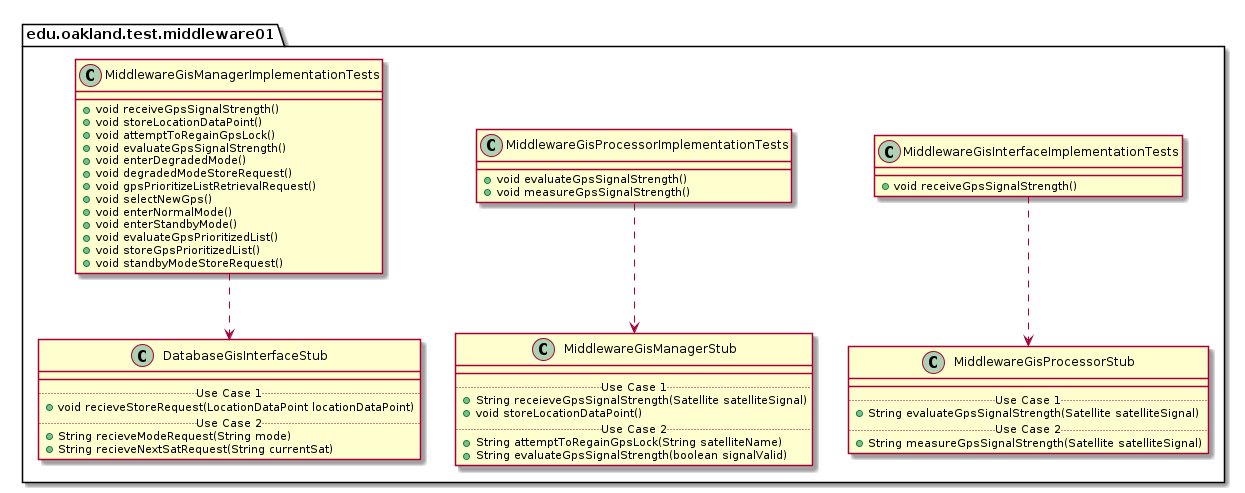 edu.oakland.test.middleware01
C MiddlewareGisManagerImplementationTests
void receiveGpsSignalStrength()
void storeLocationDataPoint()
void attemptToRegainGpsLock()
void evaluateGpsSignalStrength()
void enterDegradedMode()
void degradedModeStoreRequest()
void gpsPrioritizeListRetrievalRequest()
void selectNewGps()
void enterNormalMode()
void enterStandbyMode()
void evaluateGpsPrioritizedList()
void storeGpsPrioritizedList()
void standbyModeStoreRequest()
C MiddlewareGisProcessorImplementationTests
void evaluateGpsSignalStrength()
void measureGpsSignalStrength()
C MiddlewareGisInterfaceImplementationTests
void receiveGpsSignalStrength()
C DatabaseGisInterfaceStub
Use Case 1
void recieveStoreRequest(LocationDataPoint locationDataPoint)
Use Case 2
String recieveModeRequest(String mode)
String recieveNextSatRequest(String currentSat)
C MiddlewareGisManagerStub
Use Case 1
String receieveGpsSignalStrength(Satellite satelliteSignal)
void storeLocationDataPoint()
Use Case 2
String attemptToRegainGpsLock(String satelliteName)
String evaluateGpsSignalStrength(boolean signalValid)
C MiddlewareGisProcessorStub
Use Case 1
String evaluateGpsSignalStrength(Satellite satelliteSignal)
Use Case 2
String measureGpsSignalStrength(Satellite satelliteSignal)